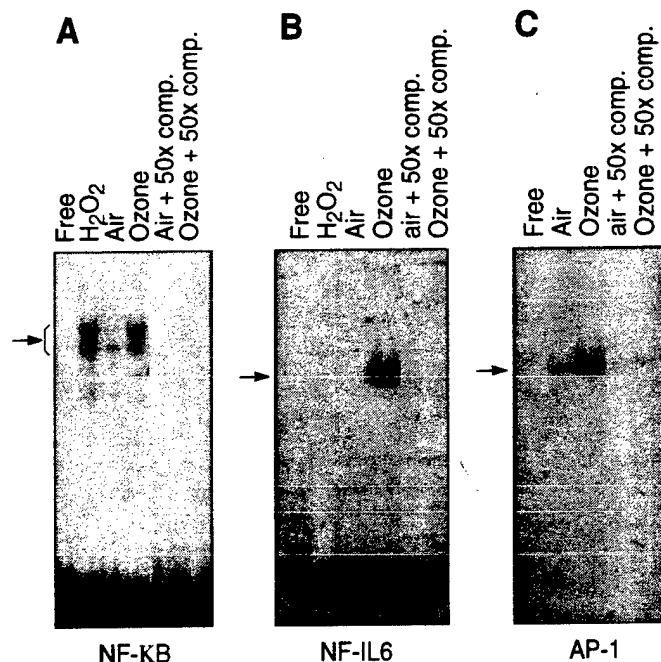 A
Free
H₂O₂
Air
Ozone
Air + 50x comp.
Ozone + 50x comp.
NF-KB
B
Free
H₂O₂
Air
Ozone
air + 50x comp.
Ozone + 50x comp.
NF-IL6
C
Free
Air
Ozone
air + 50x comp.
Ozone + 50x comp.
AP-1